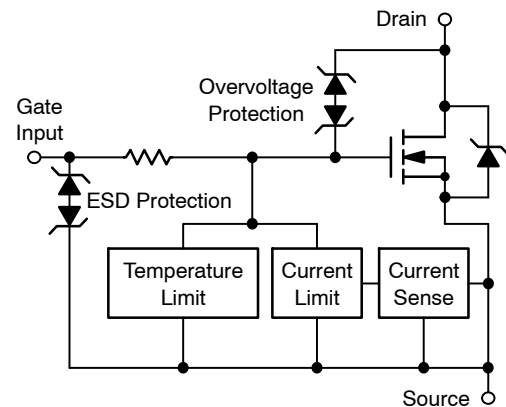 Drain
Overvoltage
Protection
Gate
Input
ESD Protection
Temperature
Limit
Current
Limit
Current
Sense
Source